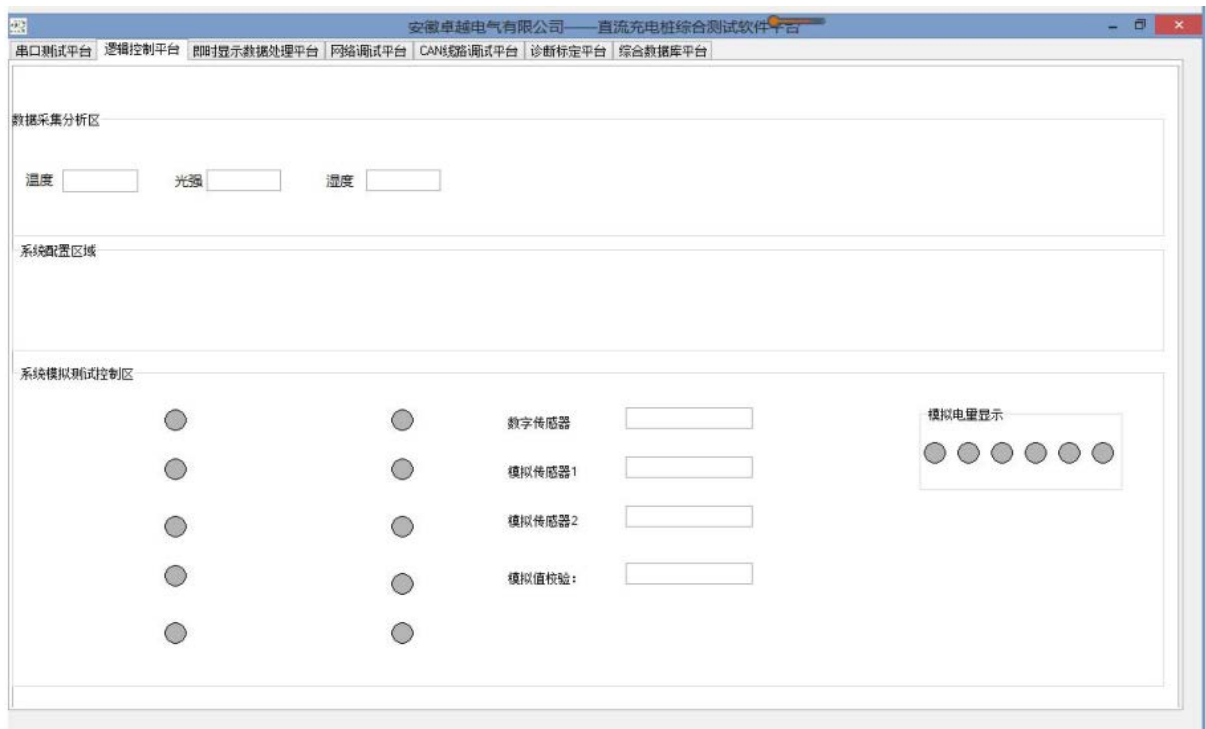 安徽卓越电气有限公司——直流充电桩综合测试软件平台
串口测试平台 逻辑控制平台 即时显示数据处理平台 网络调试平台 CAN线路调试平台 诊断标定平台 综合数据库平台
数据采集分析区
温度 光强 湿度
系统配置区域
系统模拟测试控制区
模拟电量显示
数字传感器
模拟传感器1
模拟传感器2
模拟值校验: